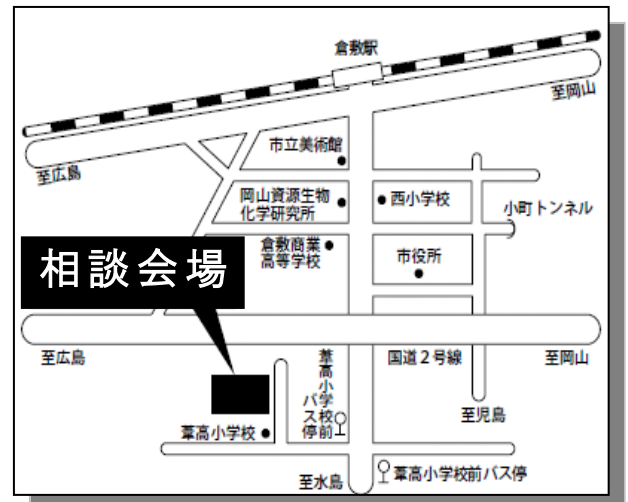 倉敷駅
至岡山
市立美術館
至広島
岡山資源生物
化学研究所
西小学校
小町トンネル
倉敷商業
高等学校
市役所
相談会場
至広島
葦高小学校前
バス停
国道2号線
至岡山
至児島
葦高小学校
至水島
葦高小学校前バス停